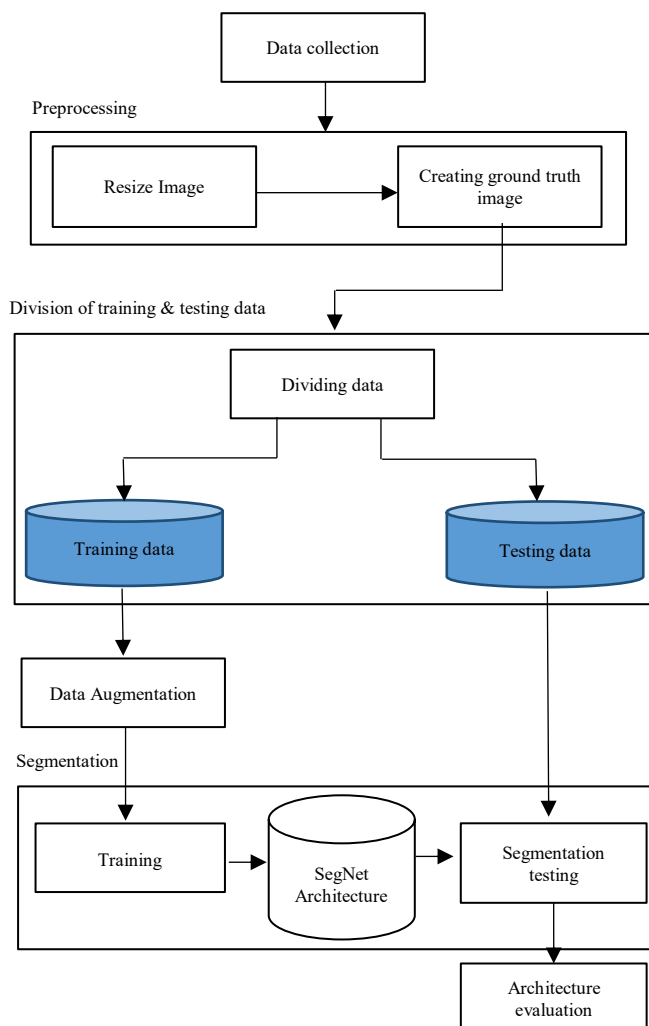 Data collection
Preprocessing
Resize Image
Creating ground truth
image
Division of training & testing data
Dividing data
Training data
Testing data
Data Augmentation
Segmentation
Training
SegNet
Architecture
Segmentation
testing
Architecture
evaluation